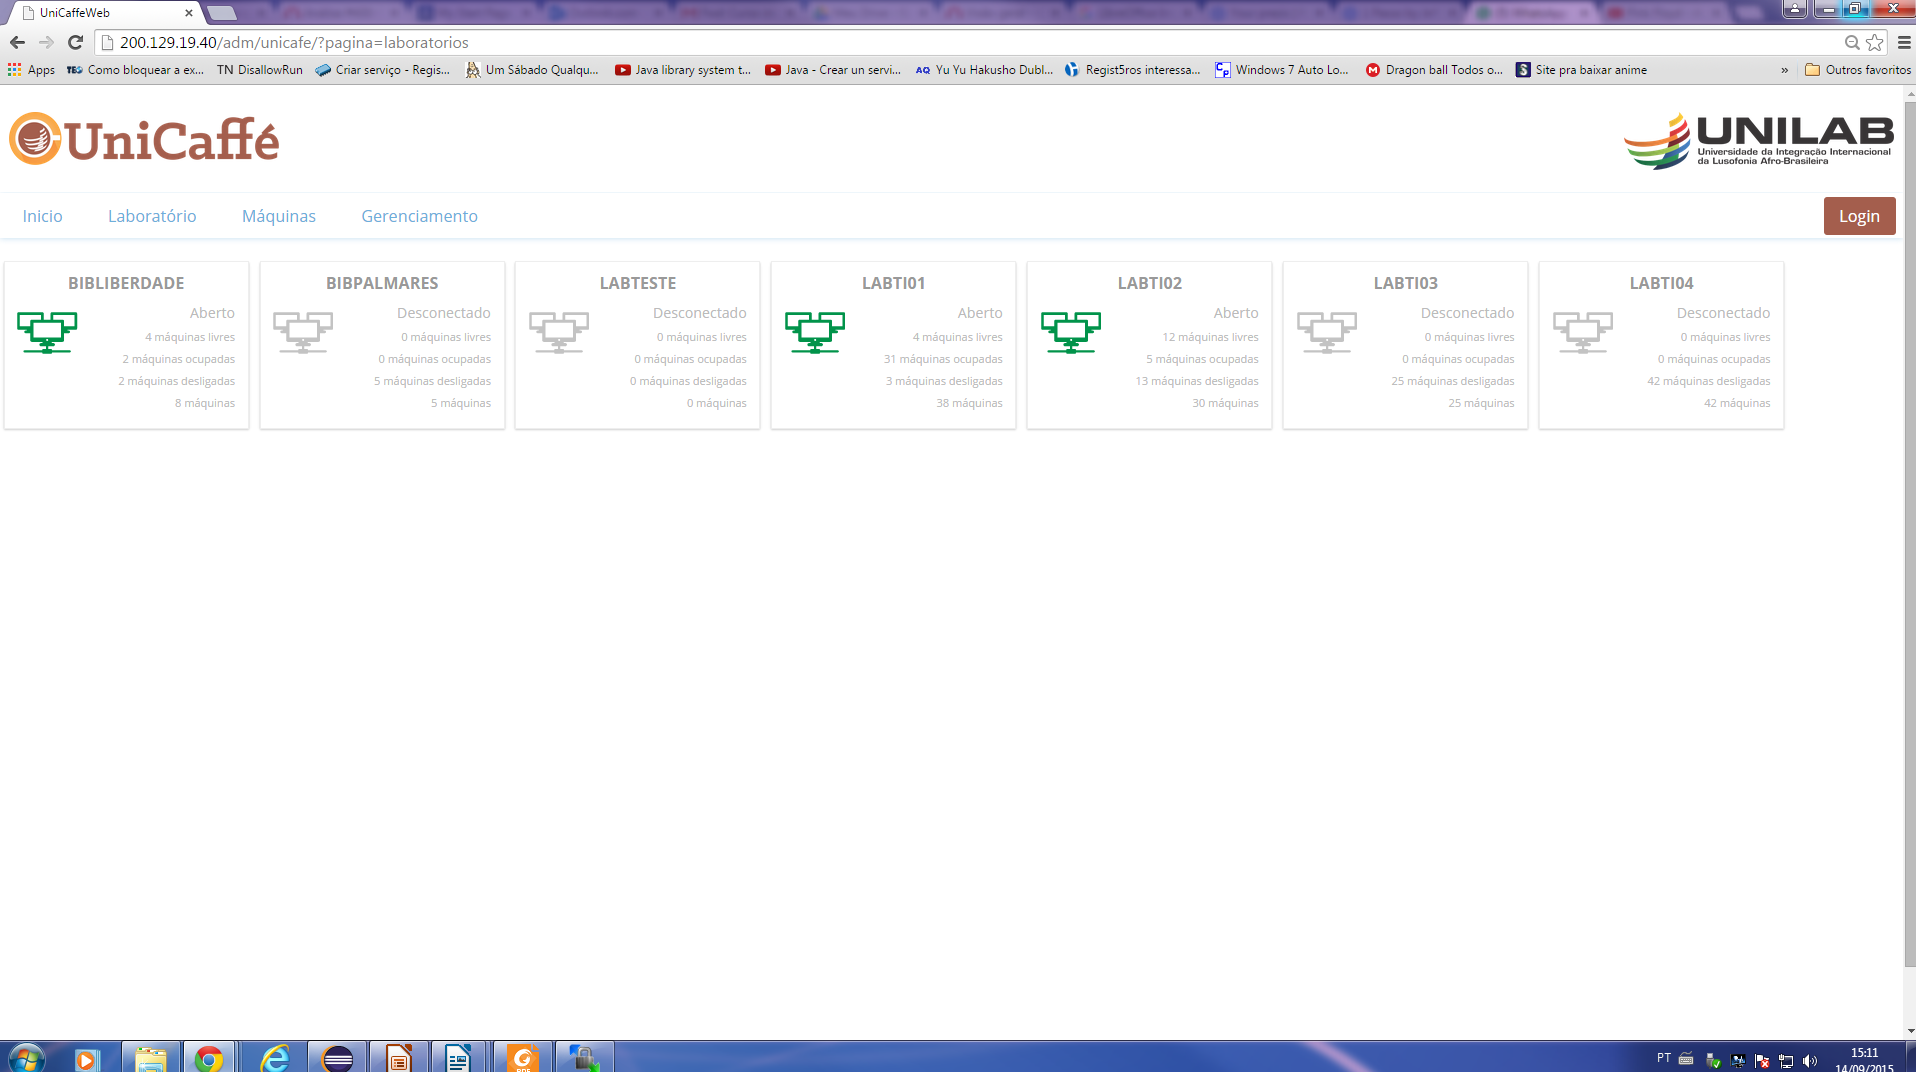 UniCaffeWeb
200.129.19.40/adm/unicafe/?pagina=laboratorios
Apps
Como bloquear a ex...
TN DisallowRun
Criar serviço - Regis...
Um Sábado Qualqu...
Java library system t...
Java - Crear un servi...
AQ Yu Yu Hakusho Dubl...
Regist5ros interessa...
Windows 7 Auto Lo...
Dragon ball Todos o...
Site pra baixar anime
»
Outros favoritos
UniCaffé
UNILAB
Universidade da Integração Internacional
da Lusofonia Afro-Brasileira
Inicio
Laboratório
Máquinas
Gerenciamento
Login
BIBLIBERDADE
Aberto
4 máquinas livres
2 máquinas ocupadas
2 máquinas desligadas
8 máquinas
BIBPALMARES
Desconectado
0 máquinas livres
0 máquinas ocupadas
5 máquinas desligadas
5 máquinas
LABTESTE
Desconectado
0 máquinas livres
0 máquinas ocupadas
0 máquinas desligadas
0 máquinas
LABTI01
Aberto
4 máquinas livres
31 máquinas ocupadas
3 máquinas desligadas
38 máquinas
LABTI02
Aberto
12 máquinas livres
5 máquinas ocupadas
13 máquinas desligadas
30 máquinas
LABTI03
Desconectado
0 máquinas livres
0 máquinas ocupadas
25 máquinas desligadas
25 máquinas
LABTI04
Desconectado
0 máquinas livres
0 máquinas ocupadas
42 máquinas desligadas
42 máquinas
PT
15:11
14/09/2015